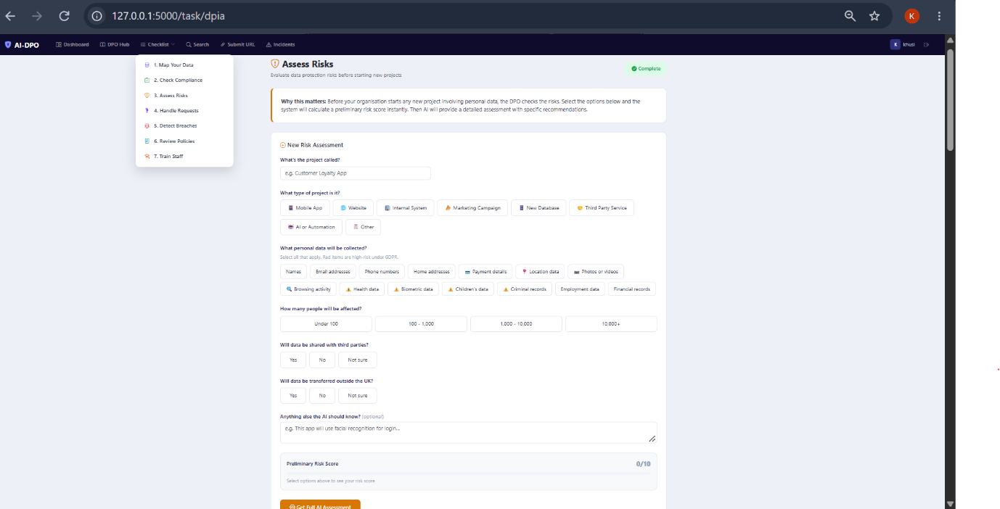 127.0.0.1:5000/task/dpia
K
AI-DPO Dashboard DPO Hub Checklist Search Submit URL Incidents K khusi
1. Map Your Data
2. Check Compliance
3. Assess Risks
4. Handle Requests
5. Detect Breaches
6. Review Policies
7. Train Staff
Assess Risks
Evaluate data protection risks before starting new projects
Complete
Why this matters: Before your organisation starts any new project involving personal data, the DPO checks the risks. Select the options below and the
system will calculate a preliminary risk score instantly. Then AI will provide a detailed assessment with specific recommendations.
New Risk Assessment
What's the project called?
e.g. Customer Loyalty App
What type of project is it?
Mobile App Website Internal System Marketing Campaign New Database Third Party Service
AI or Automation Other
What personal data will be collected?
Select all that apply. Red items are high-risk under GDPR.
Names Email addresses Phone numbers Home addresses Payment details Location data Photos or videos
Browsing activity Health data Biometric data Children's data Criminal records Employment data Financial records
How many people will be affected?
Under 100 100 - 1,000 1,000 - 10,000 10,000+
Will data be shared with third parties?
Yes No Not sure
Will data be transferred outside the UK?
Yes No Not sure
Anything else the AI should know? (optional)
e.g. This app will use facial recognition for login...
Preliminary Risk Score 0/10
Select options above to see your risk score
Get Full AI Assessment